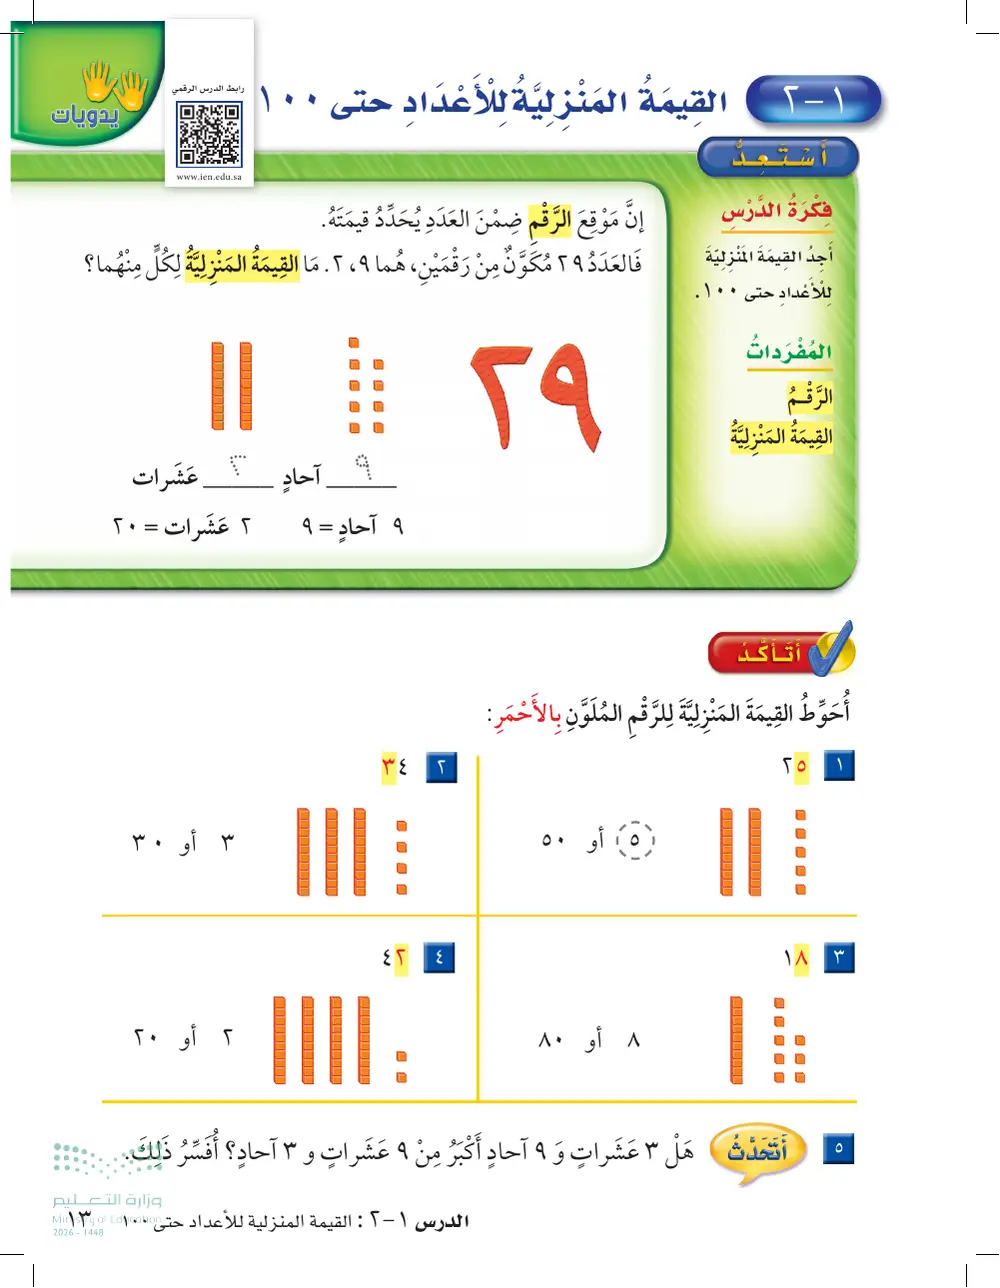 يدويات
رابط الدرس الرقمي
www.ien.edu.sa
١-٢ القِيمَةُ المَنْزِلِيَّةُ لِلْأَعْدَادِ حتى ١٠٠
أَسْتَعِدُّ
فِكْرَةُ الدَّرْسِ
أَجِدُ القِيمَةَ المَنْزِلِيّةَ
لِلْأَعْدادِ حتى ١٠٠.
المُفْرَداتُ
الرَّقْمُ
القِيمَةُ المَنْزِلِيَّةُ
إنَّ مَوْقِعَ الرَّقْمِ ضِمْنَ العَدَدِ يُحَدِّدُ قيمَتَهُ.
فَالعَدَدُ ٢٩ مُكَوَّنٌ مِنْ رَقْمَيْنِ، هُما ٩، ٢. مَا القِيمَةُ المَنْزِلِيَّةُ لِكُلٍّ مِنْهُما؟
٢٩
٩ آحادٍ ٢ عَشَرات
٩ آحادٍ = ٩ ٢ عَشَرات = ٢٠
أَتَأَكَّدُ
أُحَوِّطُ القِيمَةَ المَنْزِلِيَّةَ لِلرَّقْمِ المُلَوَّنِ بِالأَحْمَرِ:
١ ٢٥
٥ أو ٥٠
٢ ٣٤
٣ أو ٣٠
٣ ١٨
٨ أو ٨٠
٤ ٤٢
٢ أو ٢٠
٥ أَتَحَدَّثُ هَلْ ٣ عَشَراتٍ وَ ٩ آحادٍ أَكْبَرُ مِنْ ٩ عَشَراتٍ و ٣ آحادٍ؟ أُفَسِّرُ ذَلِكَ.
وزارة التعليم
Ministry of Education
2026 - 1448
الدرس ١-٢ : القيمة المنزلية للأعداد حتى ١٠٠ ١٣